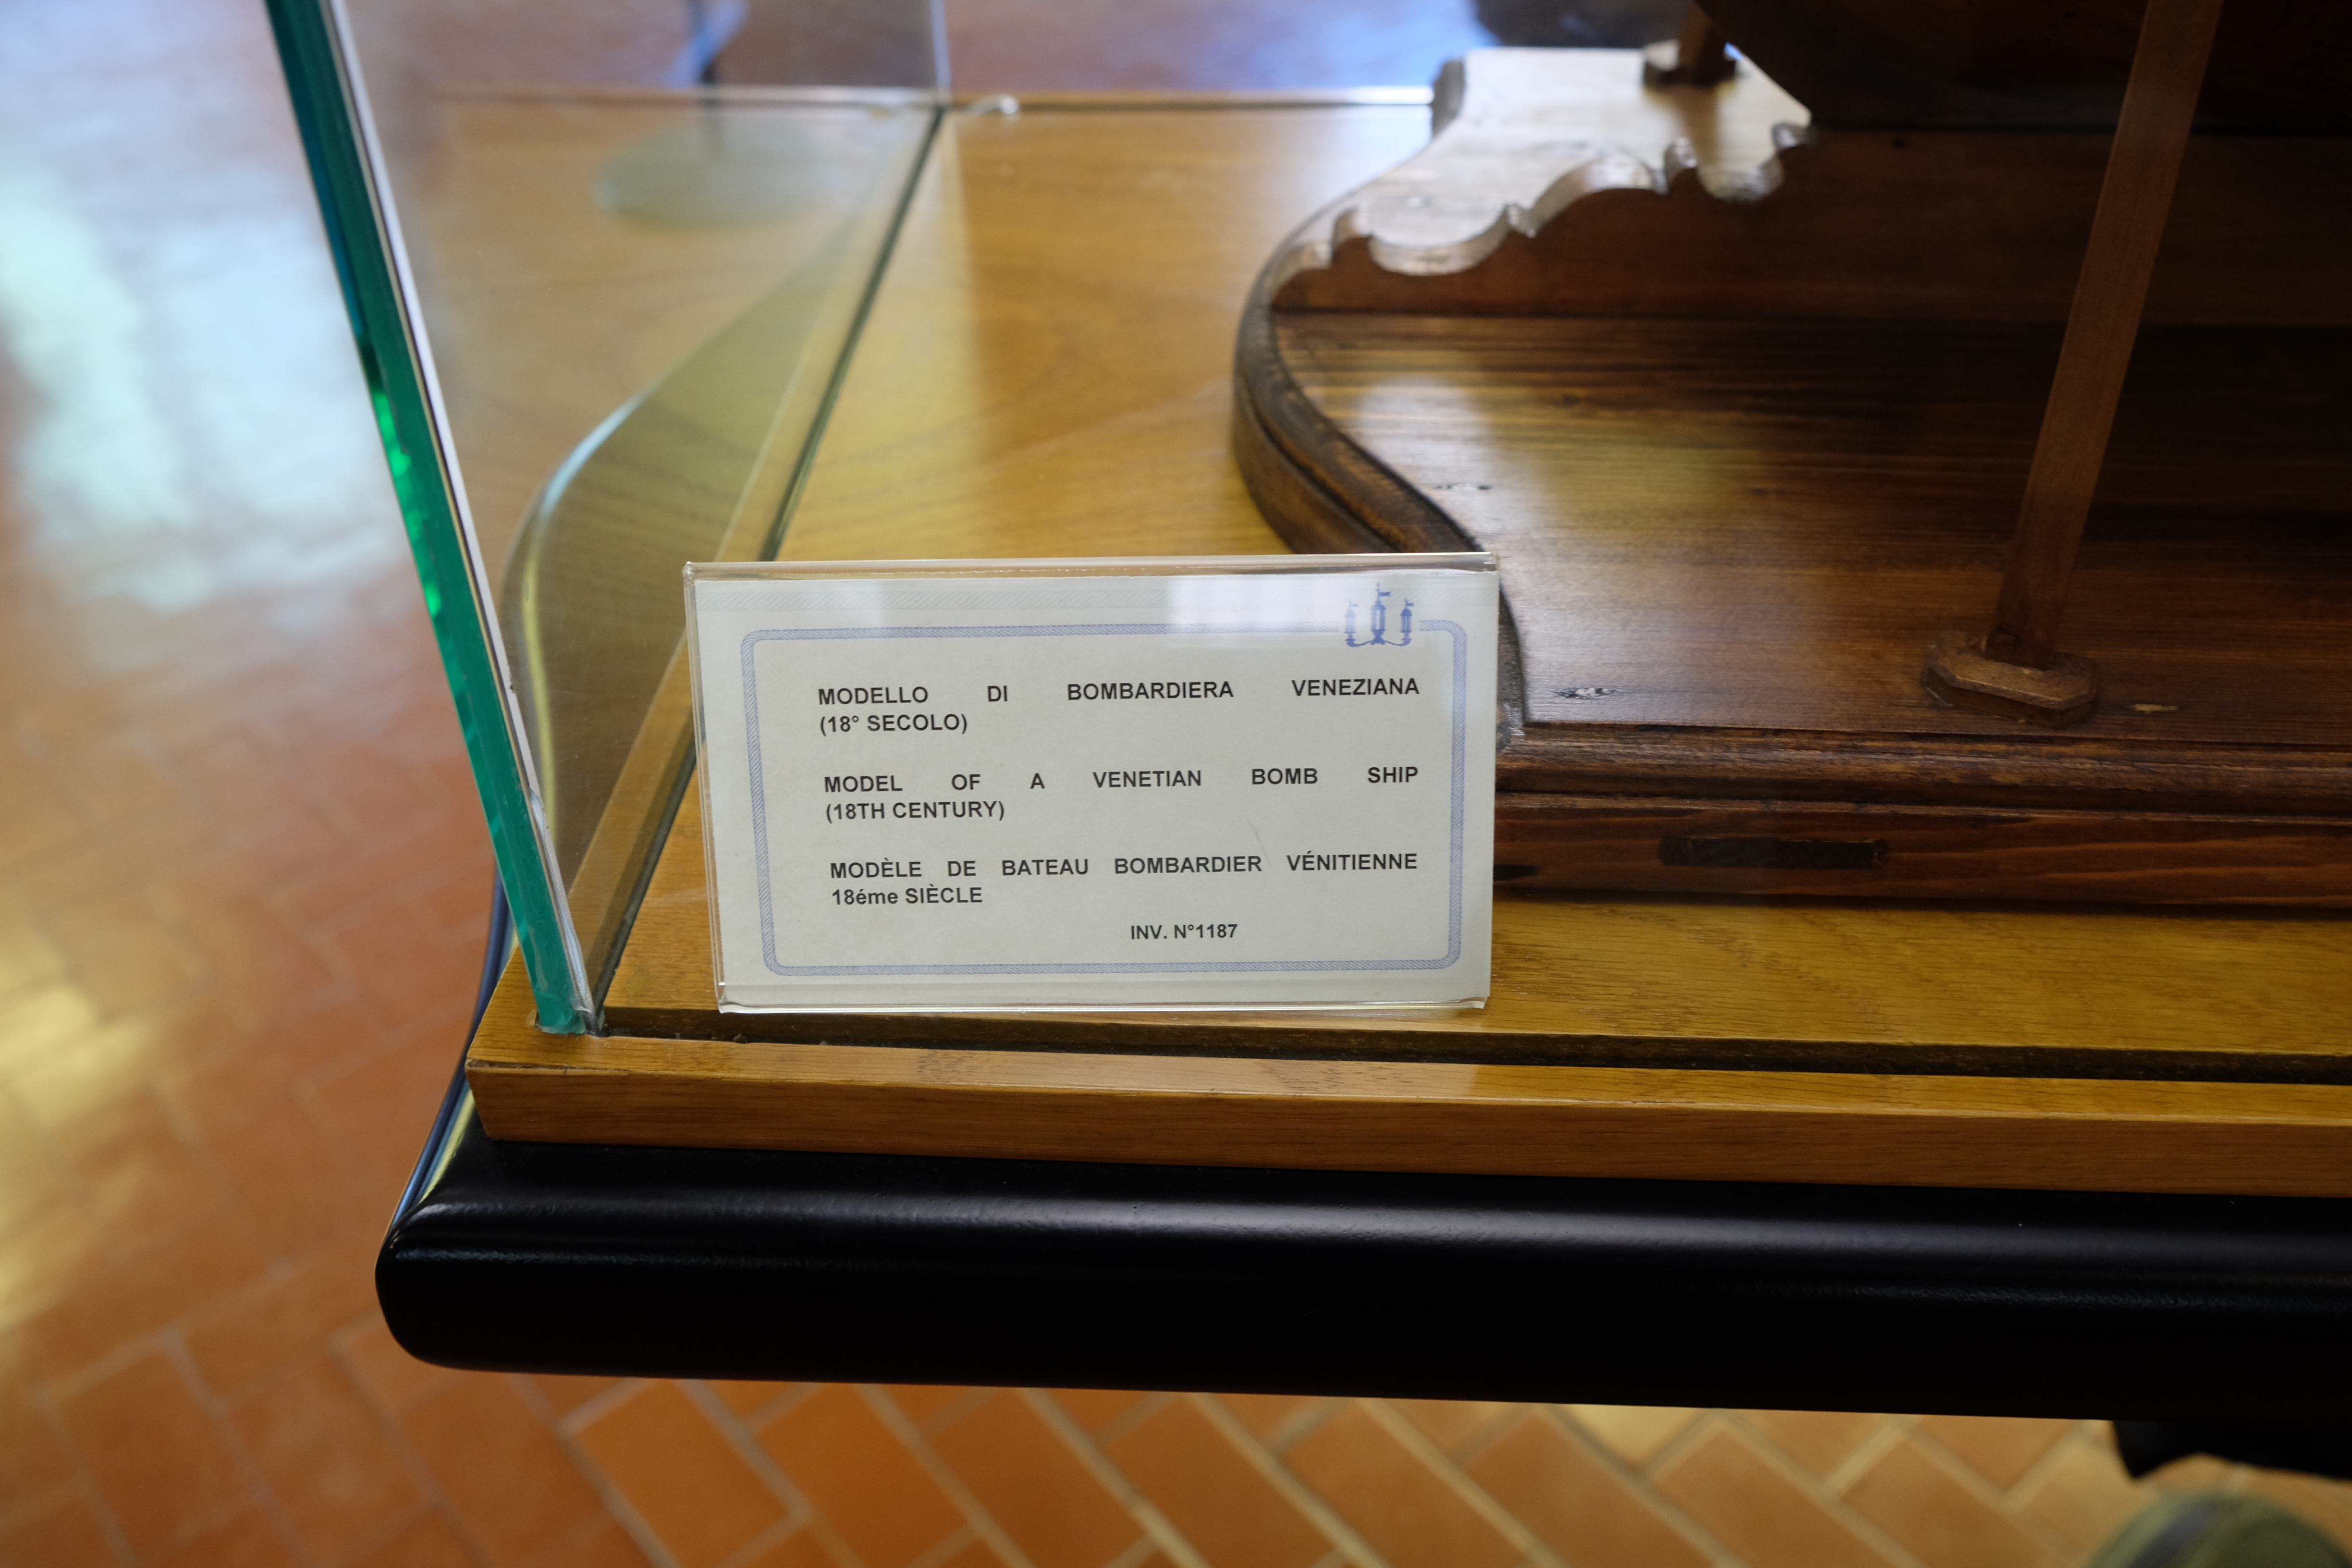 MODELLO DI BOMBARDIERA VENEZIANA
(18° SECOLO)
MODEL OF A VENETIAN BOMB SHIP
(18TH CENTURY)
MODÈLE DE BATEAU BOMBARDIER VÉNITIENNE
18éme SIÈCLE
INV. N°1187